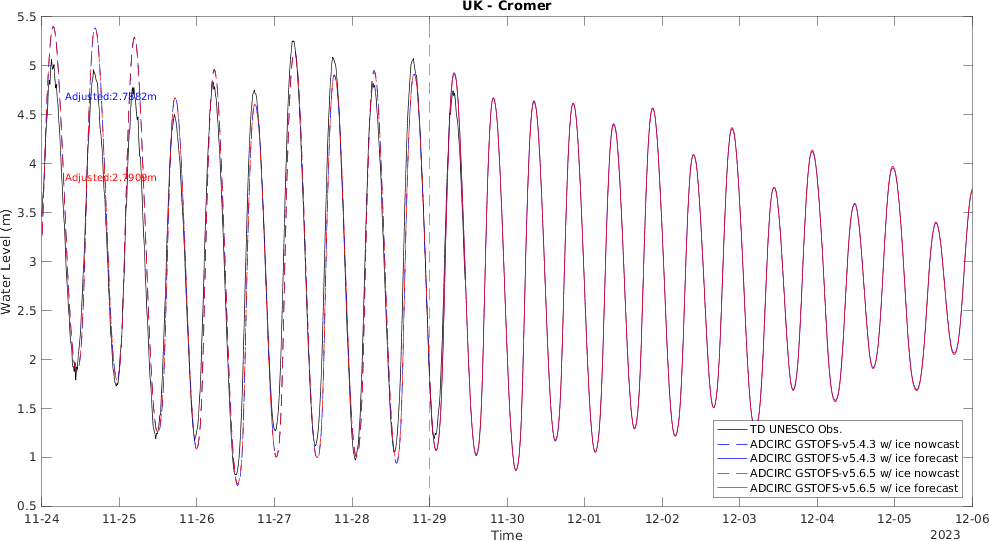 UK - Cromer
5.5
5
4.5
4
3.5
3
2.5
2
1.5
1
0.5
Water Level (m)
Adjusted:2.7882m
Adjusted:2.7909m
TD UNESCO Obs.
ADCIRC GSTOFS-v5.4.3 w/ ice nowcast
ADCIRC GSTOFS-v5.4.3 w/ ice forecast
ADCIRC GSTOFS-v5.6.5 w/ ice nowcast
ADCIRC GSTOFS-v5.6.5 w/ ice forecast
11-24 11-25 11-26 11-27 11-28 11-29 11-30 12-01 12-02 12-03 12-04 12-05 12-06
Time
2023